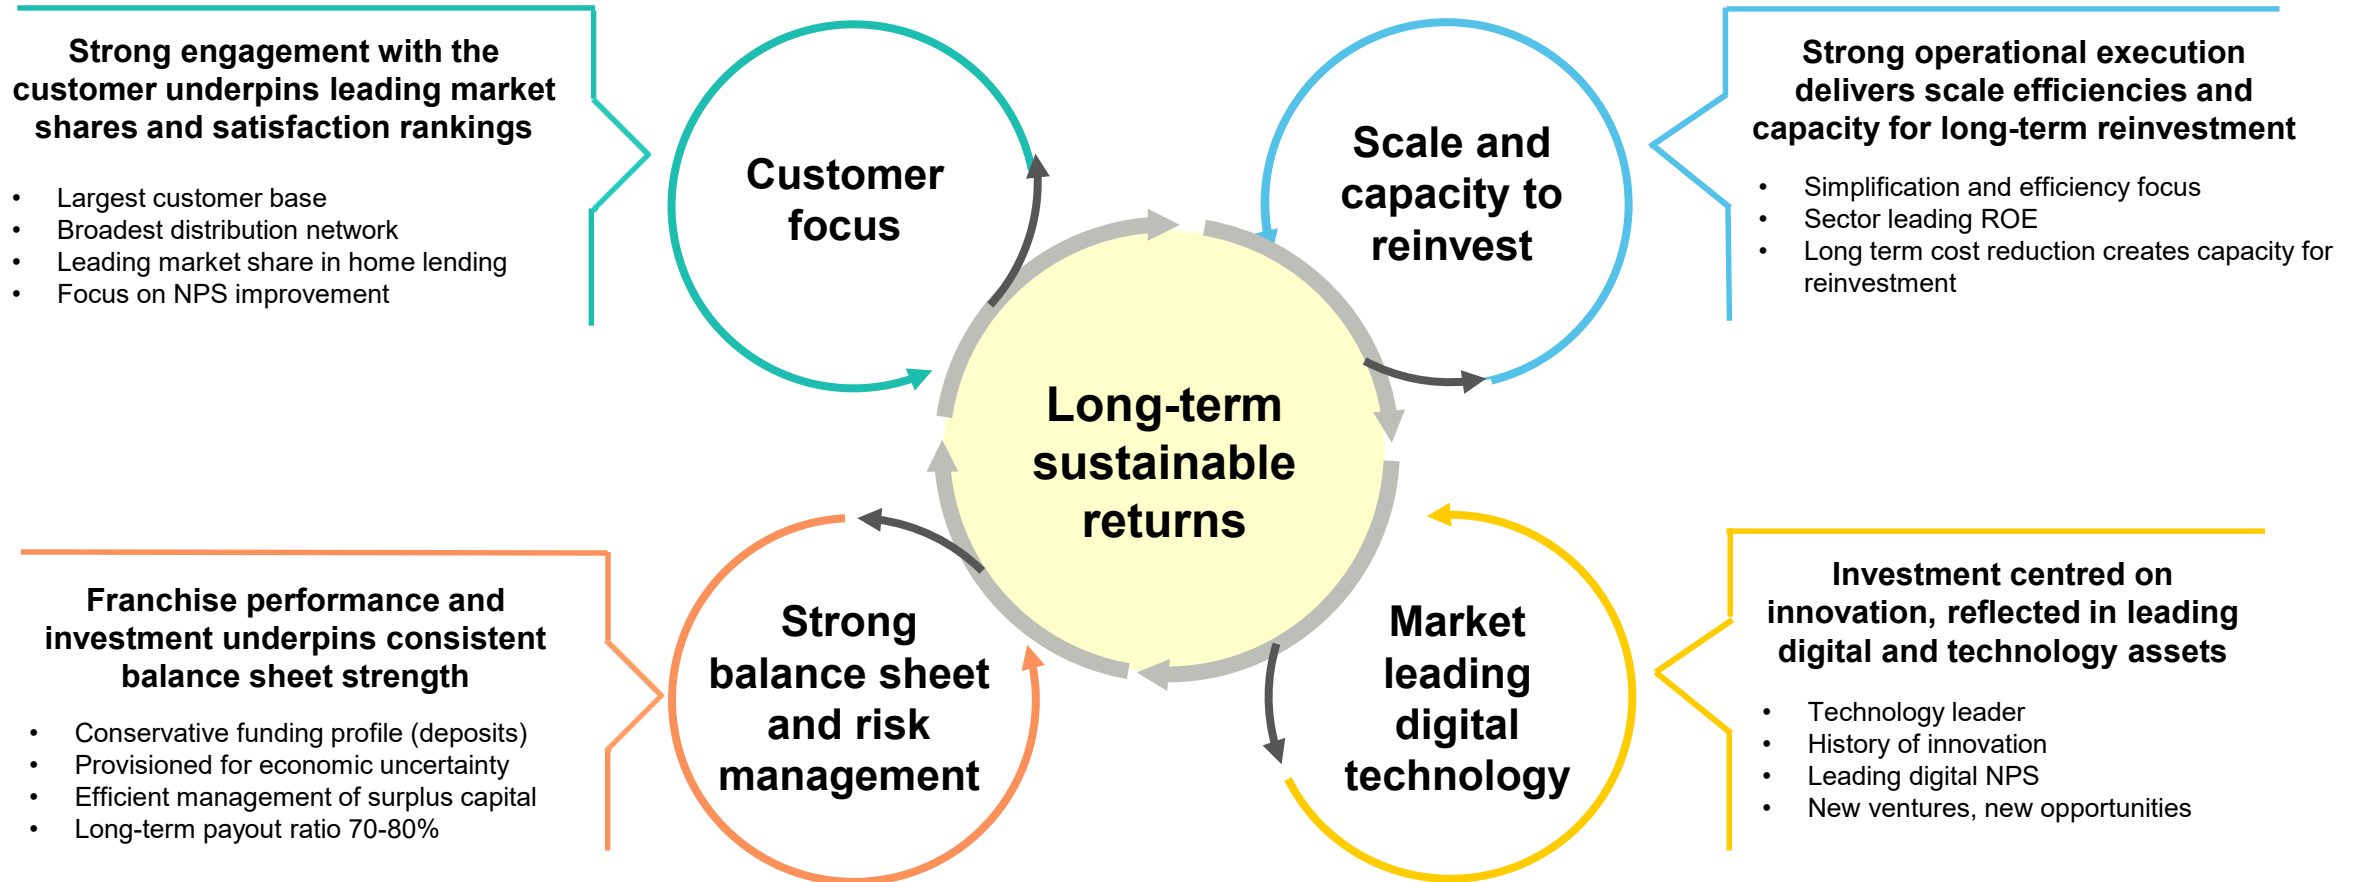 Strong engagement with the
customer underpins leading market
shares and satisfaction rankings
• Largest customer base
• Broadest distribution network
• Leading market share in home lending
• Focus on NPS improvement
Customer
focus
Scale and
capacity to
reinvest
Strong operational execution
delivers scale efficiencies and
capacity for long-term reinvestment
• Simplification and efficiency focus
• Sector leading ROE
• Long term cost reduction creates capacity for
reinvestment
Long-term
sustainable
returns
Franchise performance and
investment underpins consistent
balance sheet strength
• Conservative funding profile (deposits)
• Provisioned for economic uncertainty
• Efficient management of surplus capital
• Long-term payout ratio 70-80%
Strong
balance sheet
and risk
management
Market
leading
digital
technology
Investment centred on
innovation, reflected in leading
digital and technology assets
• Technology leader
• History of innovation
• Leading digital NPS
• New ventures, new opportunities